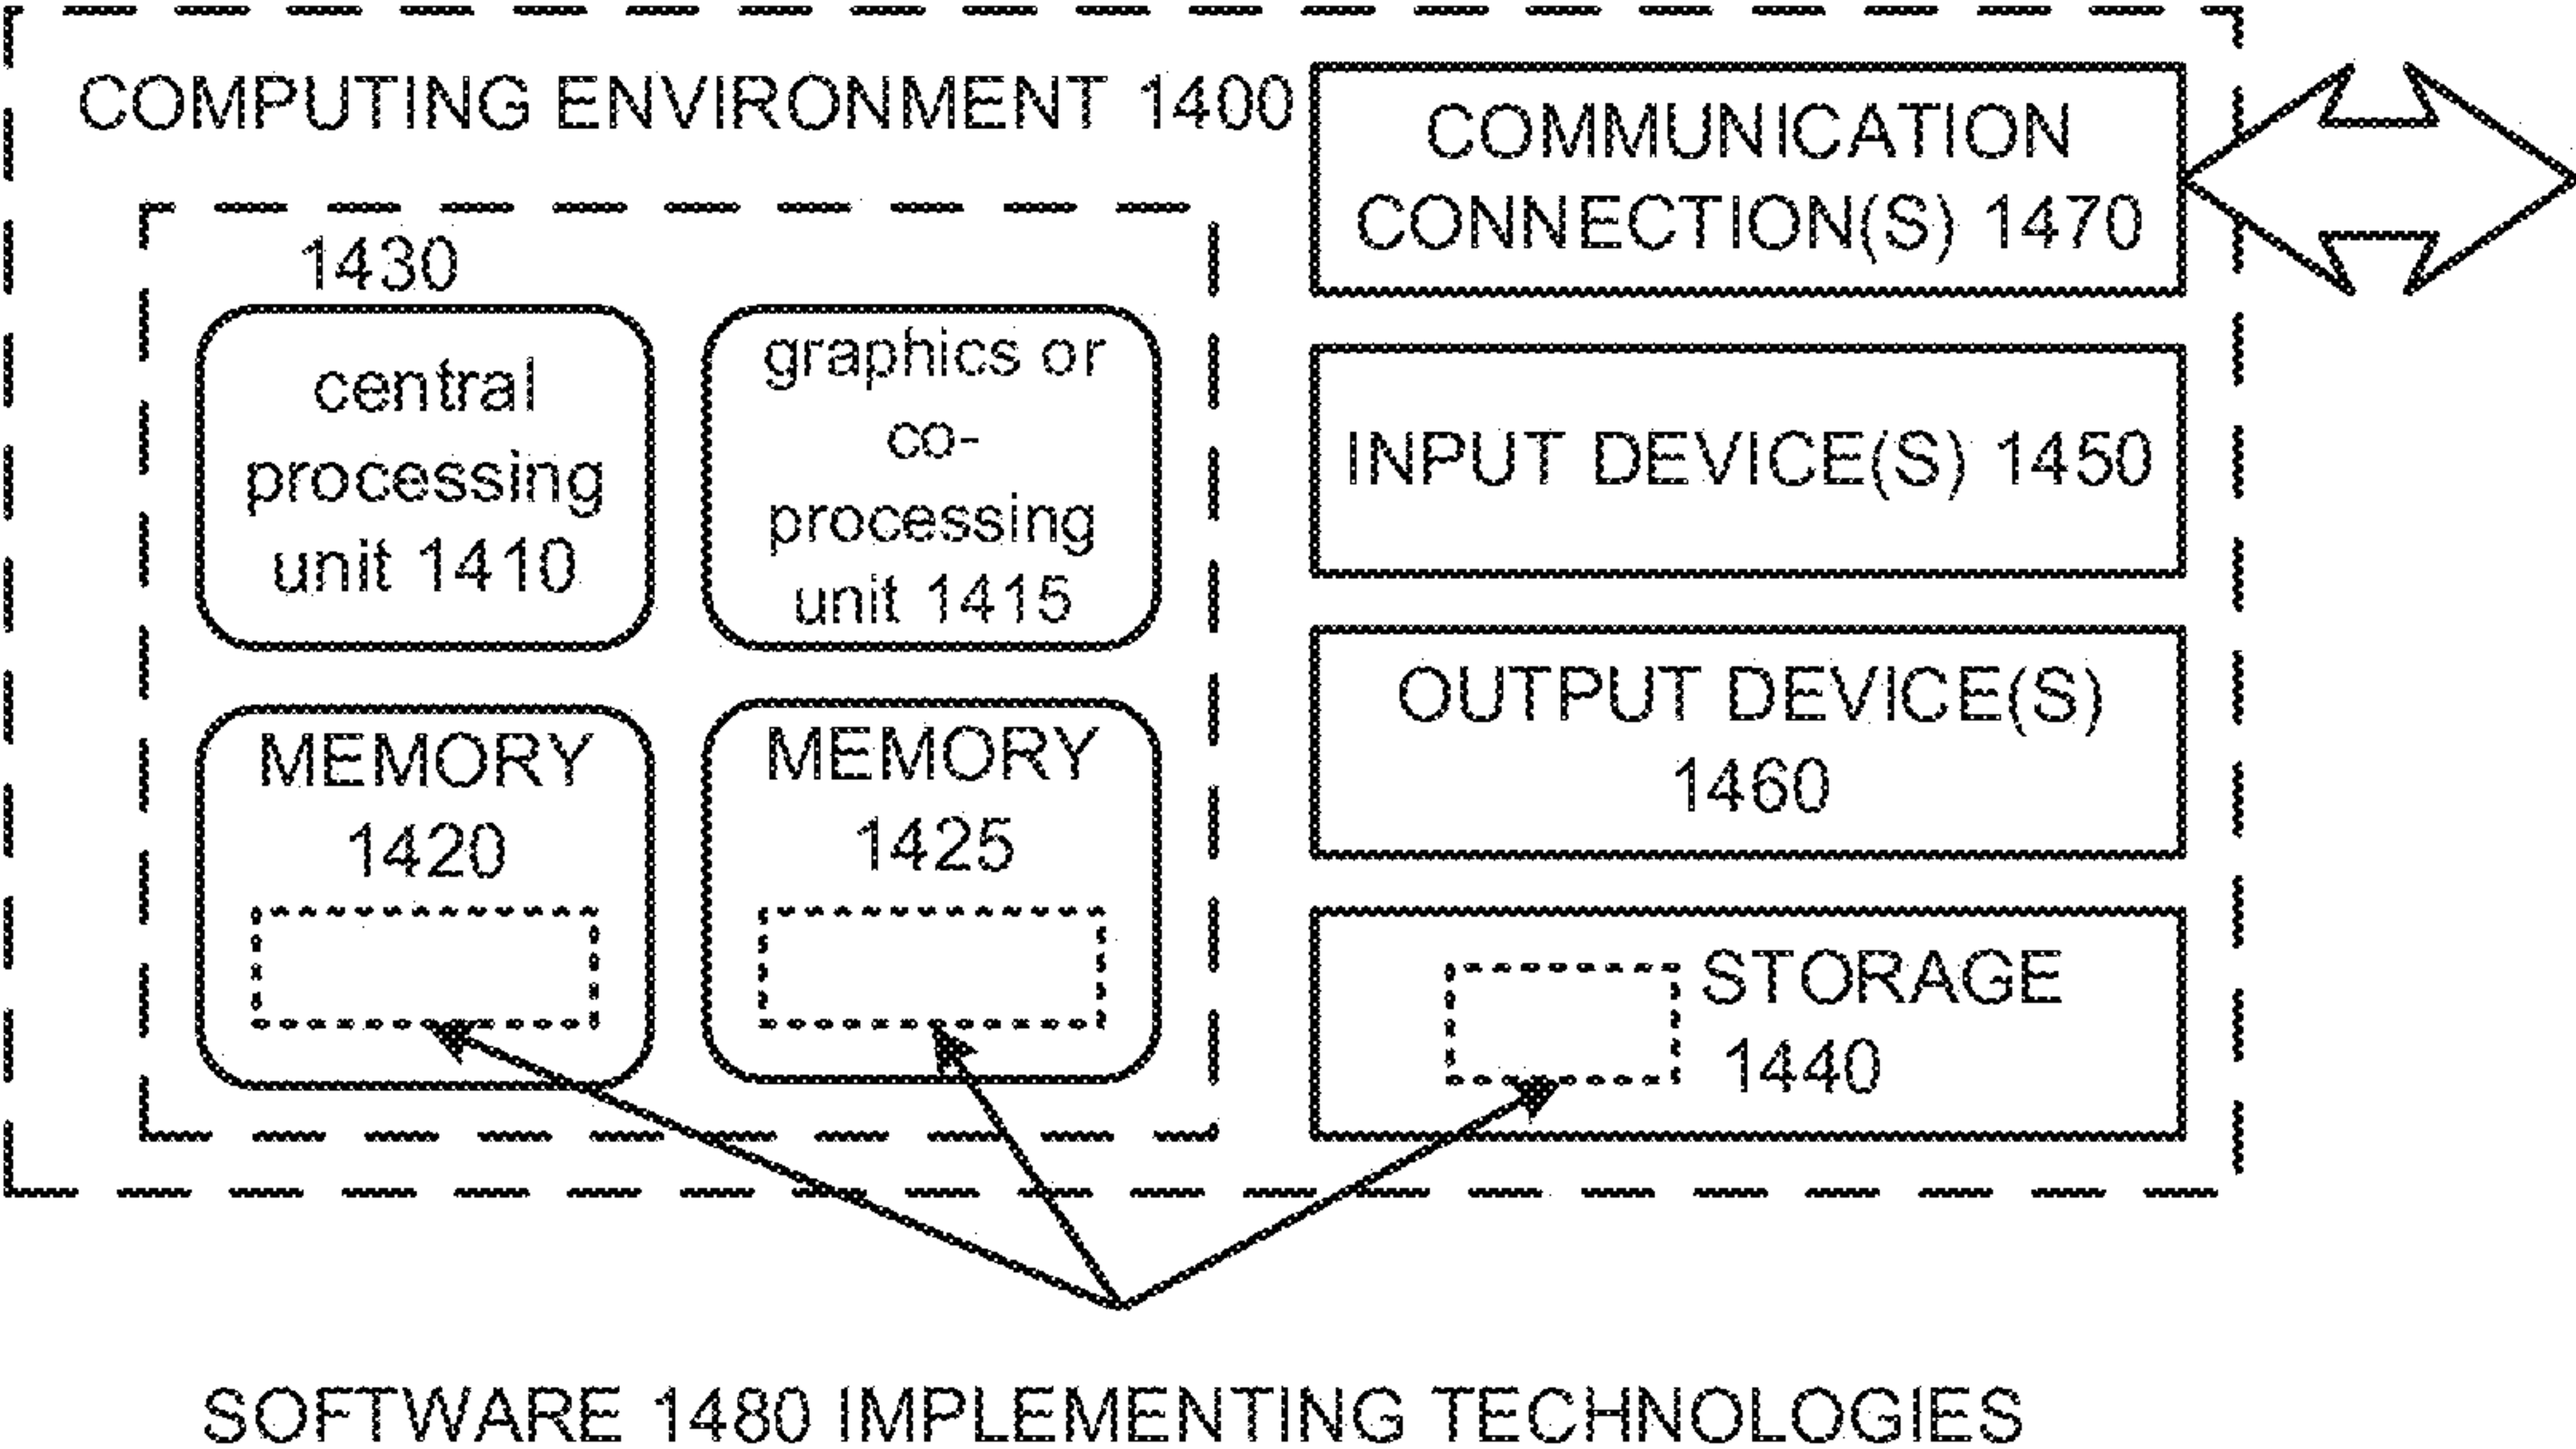 COMPUTING ENVIRONMENT 1400
COMMUNICATION
CONNECTION(S) 1470
1430
central
processing
unit 1410
graphics or
co-
processing
unit 1415
INPUT DEVICE(S) 1450
OUTPUT DEVICE(S)
1460
MEMORY
1420
MEMORY
1425
STORAGE
1440
SOFTWARE 1480 IMPLEMENTING TECHNOLOGIES